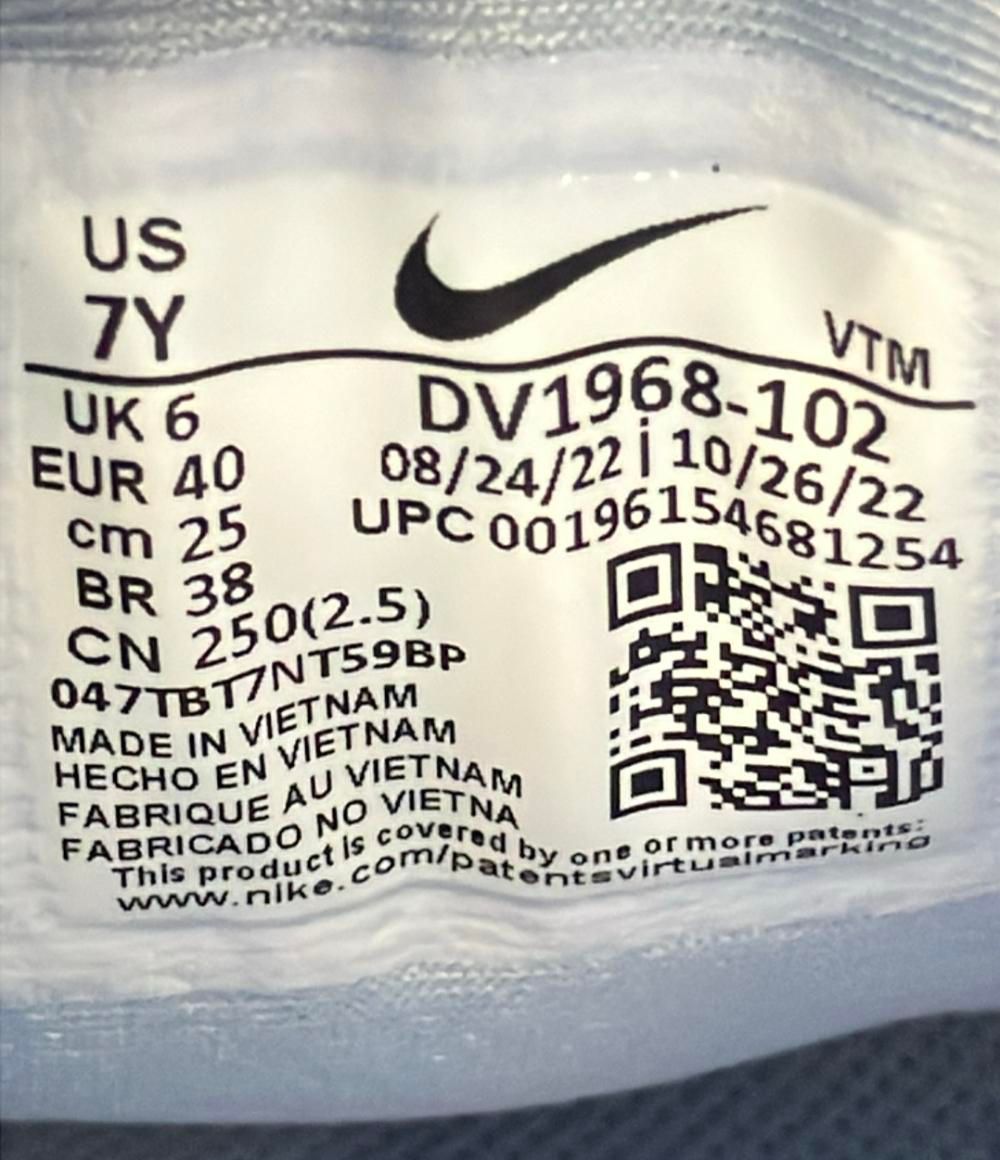 US
7Y
VTM
UK 6
EUR 40
cm 25
BR 38
CN 250(2.5)
DV1968-102
08/24/22 | 10/26/22
UPC 00196154681254
047TBT7NT59BP
MADE IN VIETNAM
HECHO EN VIETNAM
FABRIQUE AU VIETNAM
FABRICADO NO VIETNA
This product is covered by one or more patents:
www.nike.com/patentsvirtualmarking